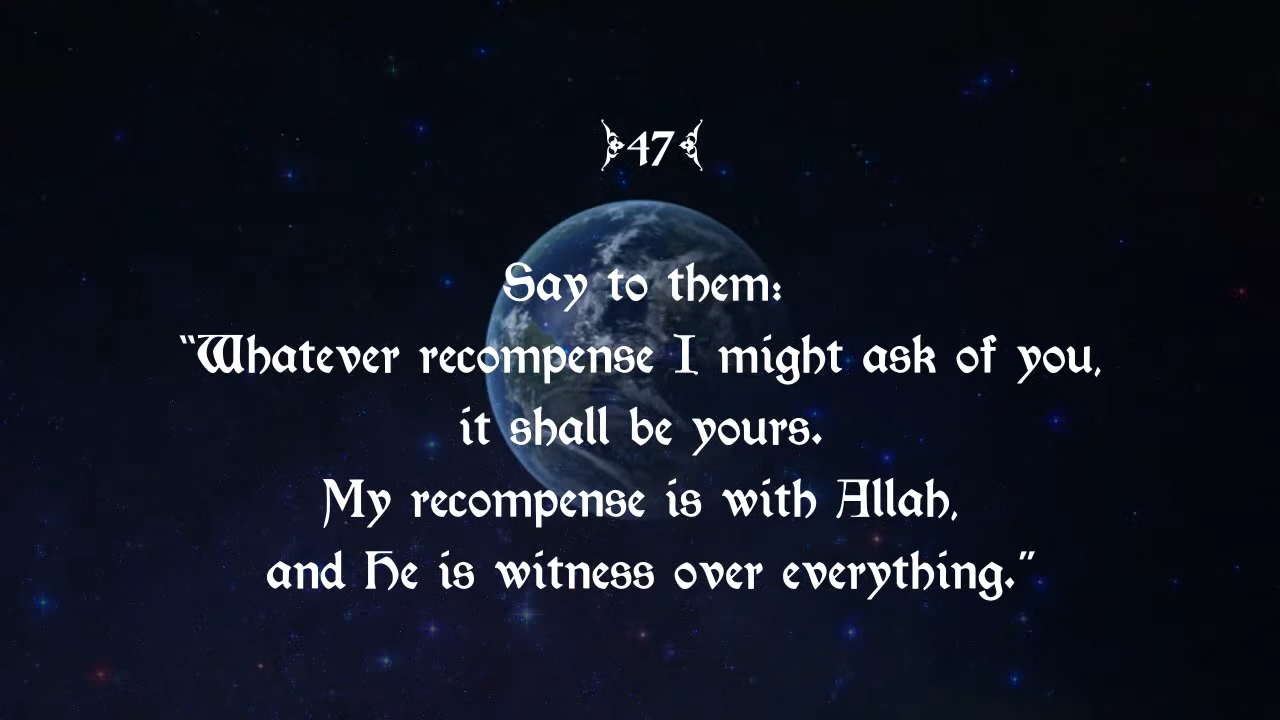 47
Say to them:
“Whatever recompense I might ask of you,
it shall be yours.
My recompense is with Allah,
and He is witness over everything.”